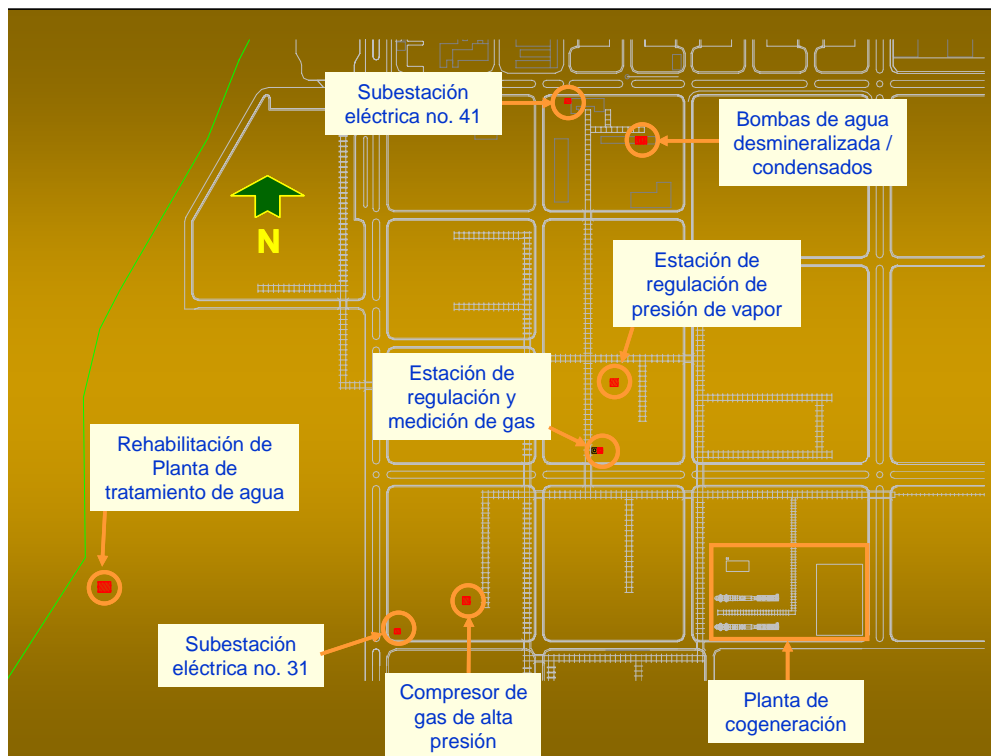 Subestación
eléctrica no. 41
Bombas de agua
desmineralizada /
condensados
N
Estación de
regulación de
presión de vapor
Estación de
regulación y
medición de gas
Rehabilitación de
Planta de
tratamiento de agua
Subestación
eléctrica no. 31
Compresor de
gas de alta
presión
Planta de
cogeneración